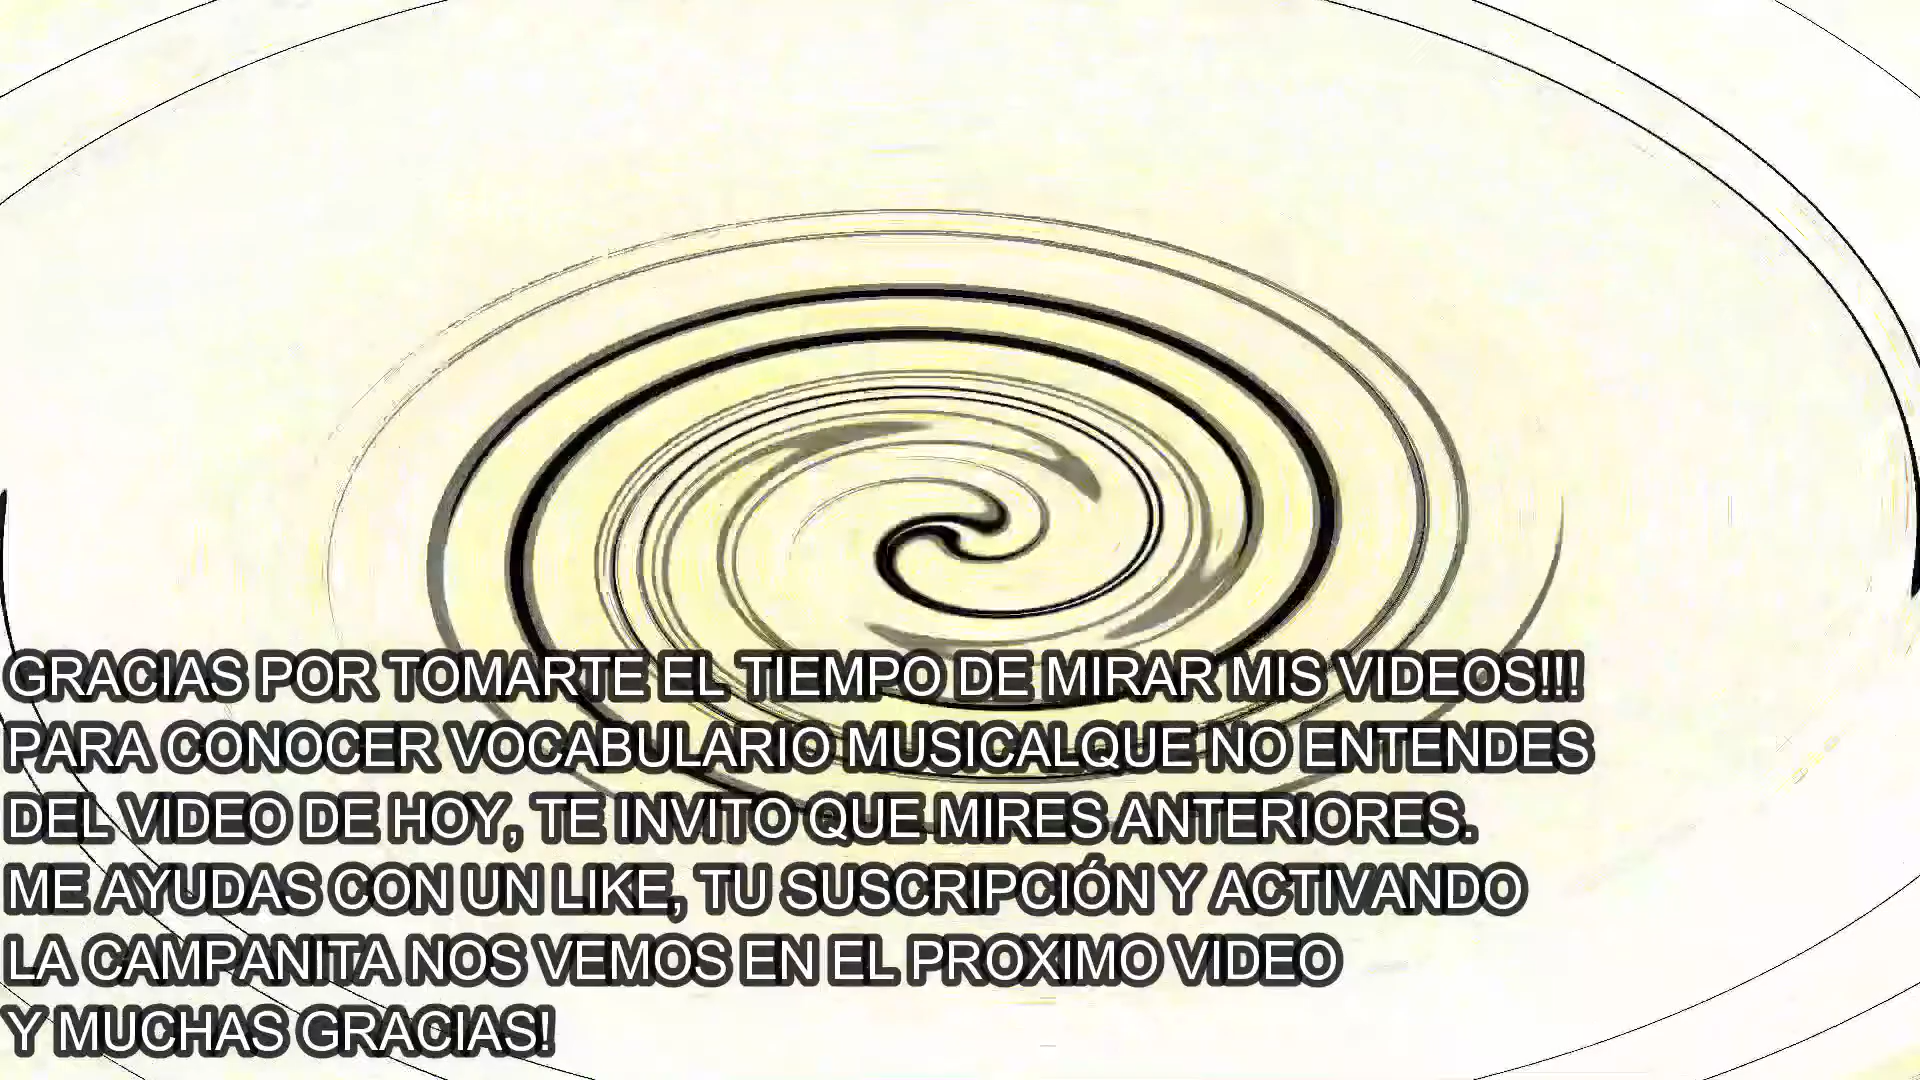 GRACIAS POR TOMARTE EL TIEMPO DE MIRAR MIS VIDEOS!!!
PARA CONOCER VOCABULARIO MUSICALQUE NO ENTENDES
DEL VIDEO DE HOY, TE INVITO QUE MIRES ANTERIORES.
ME AYUDAS CON UN LIKE, TU SUSCRIPCIÓN Y ACTIVANDO
LA CAMPANITA NOS VEMOS EN EL PROXIMO VIDEO
Y MUCHAS GRACIAS!